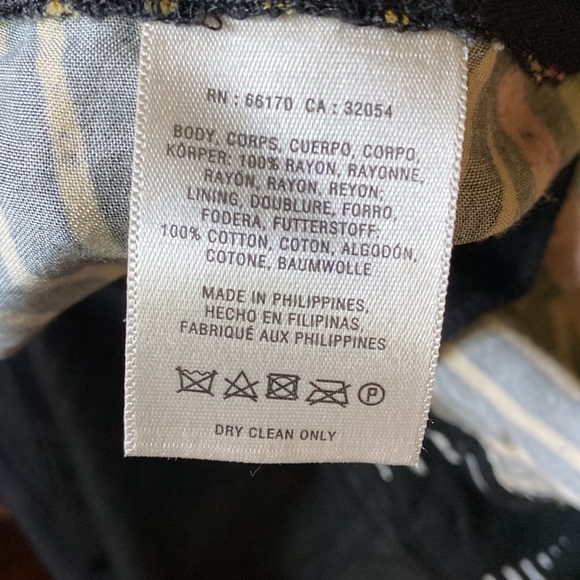 RN : 66170 CA : 32054
BODY, CORPS, CUERPO, CORPO,
KÖRPER: 100% RAYON, RAYONNE,
RAYÓN, RAYON, REYON;
LINING, DOUBLURE, FORRO,
FODERA, FUTTERSTOFF:
100% COTTON, COTON, ALGODÓN,
COTONE, BAUMWOLLE
MADE IN PHILIPPINES,
HECHO EN FILIPINAS,
FABRIQUÉ AUX PHILIPPINES
P
DRY CLEAN ONLY